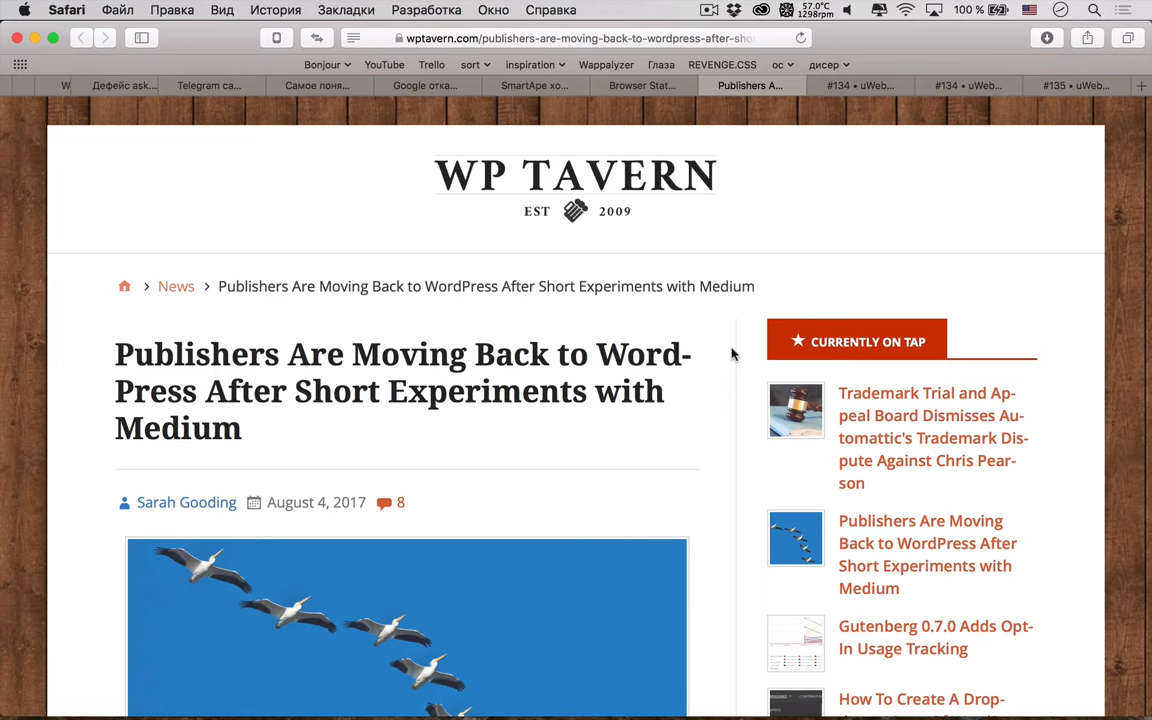 Safari Файл Правка Вид История Закладки Разработка Окно Справка 57.0°C 1298rpm 100 %
wptavern.com/publishers-are-moving-back-to-wordpress-after-shor
Bonjour YouTube Trello sort inspiration Wappalyzer Глаза REVENGE.CSS ос дисер
W Дефейс ask.... Telegram ca... Самое поня... Google отка... SmartApe хо... Browser Stat... Publishers A... #134 • uWeb... #134 • uWeb... #135 • uWeb...
WP TAVERN
EST 2009
News Publishers Are Moving Back to WordPress After Short Experiments with Medium
Publishers Are Moving Back to Word-
Press After Short Experiments with
Medium
Sarah Gooding August 4, 2017 8
CURRENTLY ON TAP
Trademark Trial and Ap-
peal Board Dismisses Au-
tomattic's Trademark Dis-
pute Against Chris Pear-
son
Publishers Are Moving
Back to WordPress After
Short Experiments with
Medium
Gutenberg 0.7.0 Adds Opt-
In Usage Tracking
How To Create A Drop-